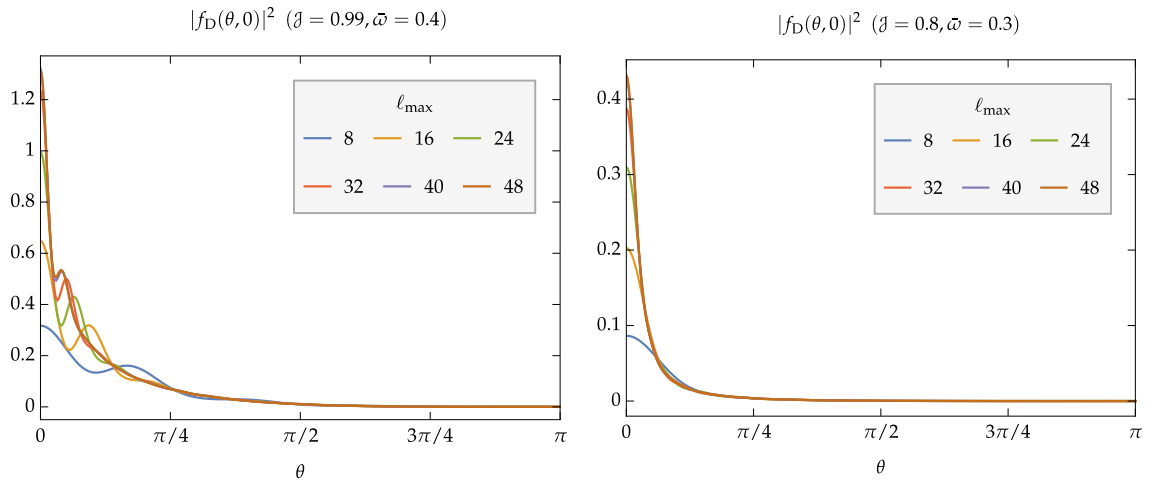 |f_D(θ,0)|² (𝒥 = 0.99, ω̄ = 0.4)
1.2
1
0.8
0.6
0.4
0.2
0
ℓmax
8 16 24
32 40 48
0 π/4 π/2 3π/4 π
θ
|f_D(θ,0)|² (𝒥 = 0.8, ω̄ = 0.3)
0.4
0.3
0.2
0.1
0
ℓmax
8 16 24
32 40 48
0 π/4 π/2 3π/4 π
θ